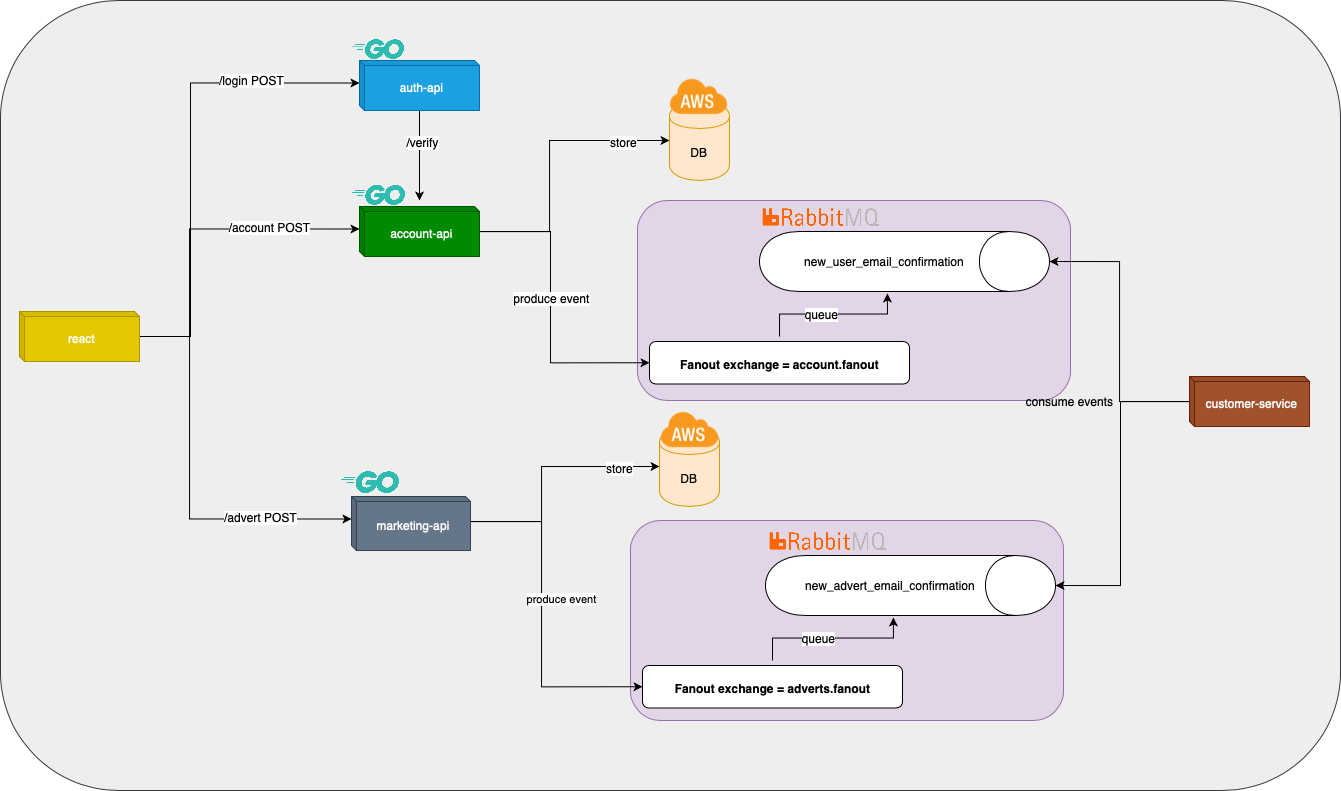 GO
/login POST
auth-api
AWS
/verify
store
DB
GO
RabbitMQ
/account POST
account-api
new_user_email_confirmation
produce event
queue
react
Fanout exchange = account.fanout
consume events
customer-service
AWS
store
DB
GO
/advert POST
marketing-api
RabbitMQ
new_advert_email_confirmation
produce event
queue
Fanout exchange = adverts.fanout